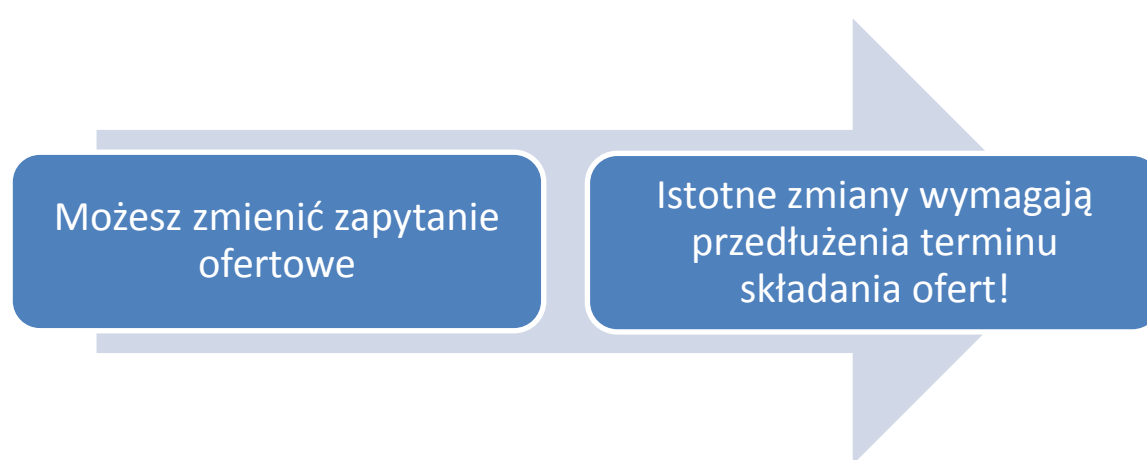 Możesz zmienić zapytanie
ofertowe
Istotne zmiany wymagają
przedłużenia terminu
składania ofert!